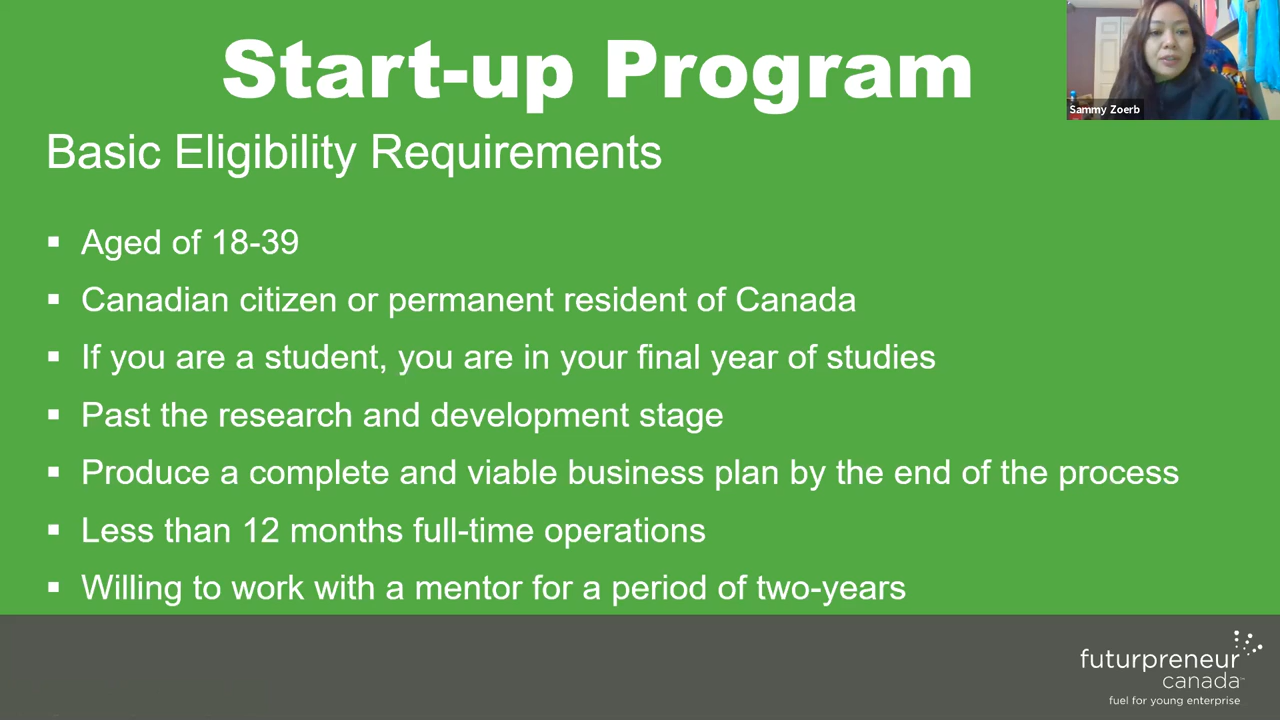 Start-up Program
Sammy Zoerb
Basic Eligibility Requirements
▪ Aged of 18-39
▪ Canadian citizen or permanent resident of Canada
▪ If you are a student, you are in your final year of studies
▪ Past the research and development stage
▪ Produce a complete and viable business plan by the end of the process
▪ Less than 12 months full-time operations
▪ Willing to work with a mentor for a period of two-years
futurpreneur
canada™
fuel for young enterprise